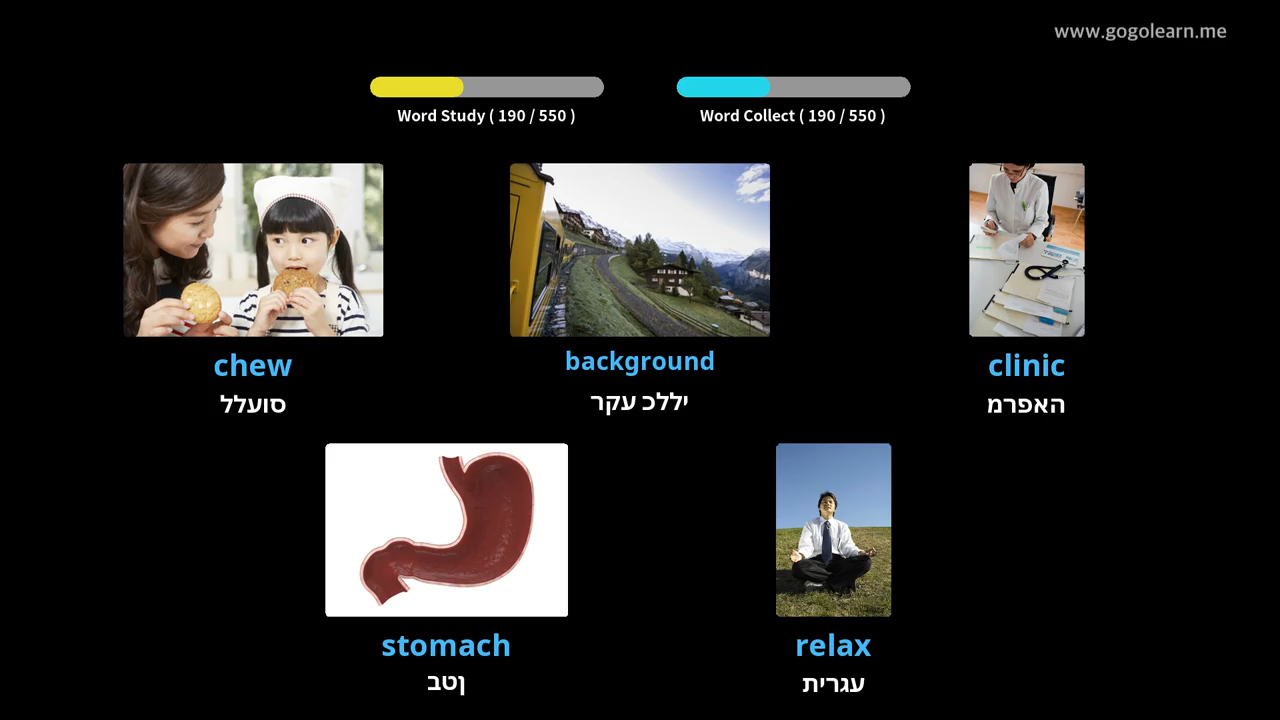 www.gogolearn.me
Word Study ( 190 / 550 )
Word Collect ( 190 / 550 )
chew
סועלל
background
יללכ עקר
clinic
האפרמ
stomach
ןטב
relax
עגרית